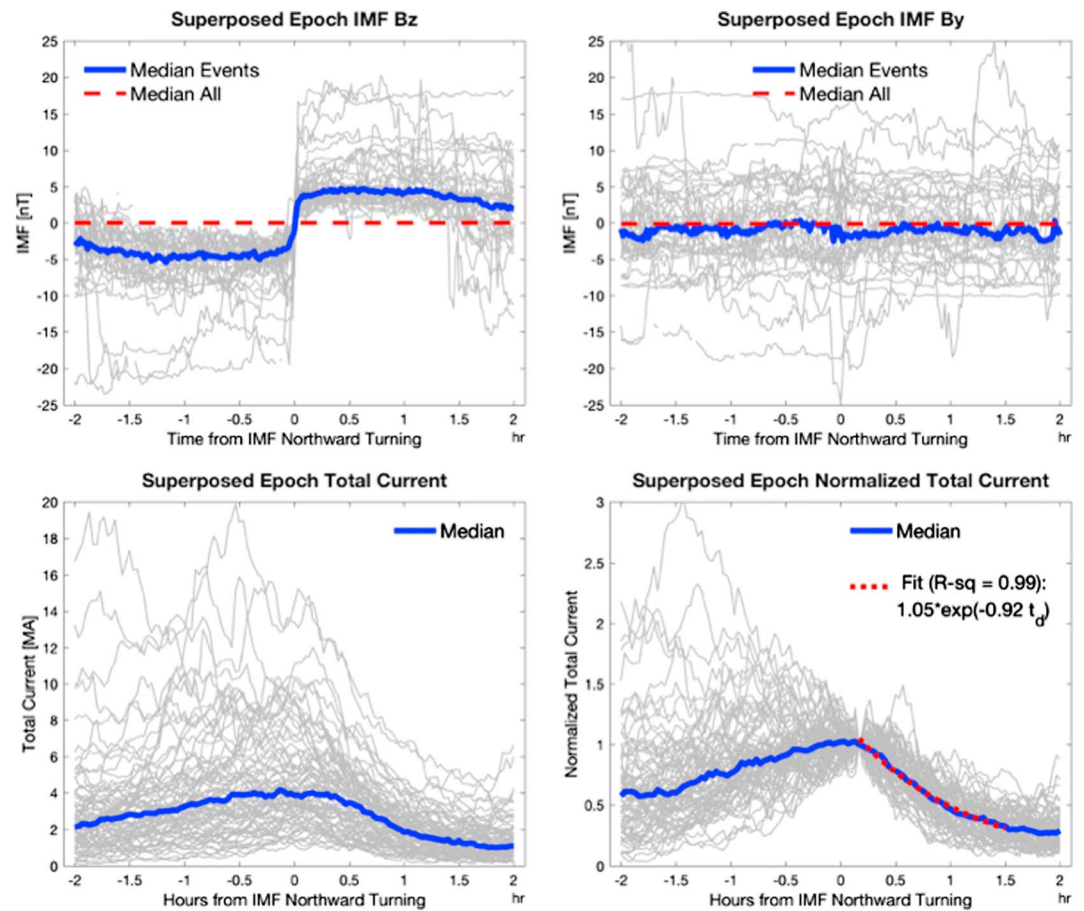 Superposed Epoch IMF Bz
25
20
15
10
5
0
-5
-10
-15
-20
-25
IMF [nT]
Median Events
Median All
-2 -1.5 -1 -0.5 0 0.5 1 1.5 2
Time from IMF Northward Turning hr
Superposed Epoch IMF By
25
20
15
10
5
0
-5
-10
-15
-20
-25
IMF [nT]
Median Events
Median All
-2 -1.5 -1 -0.5 0 0.5 1 1.5 2
Time from IMF Northward Turning hr
Superposed Epoch Total Current
20
18
16
14
12
10
8
6
4
2
0
Total Current [MA]
Median
-2 -1.5 -1 -0.5 0 0.5 1 1.5 2
Hours from IMF Northward Turning hr
Superposed Epoch Normalized Total Current
3
2.5
2
1.5
1
0.5
0
Normalized Total Current
Median
Fit (R-sq = 0.99):
1.05*exp(-0.92 t_d)
-2 -1.5 -1 -0.5 0 0.5 1 1.5 2
Hours from IMF Northward Turning hr